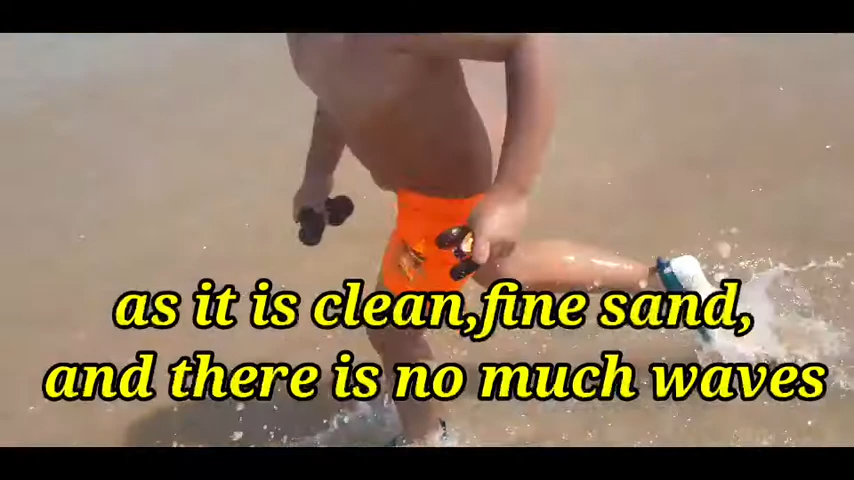 as it is clean,fine sand,
and there is no much waves